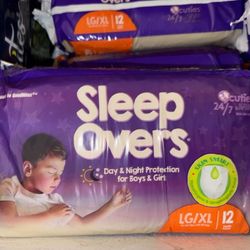 LG/XL 12
cuties
24/7
Sleep
Overs
cuties
24/7
Day & Night Protection
for Boys & Girls
LG/XL 12